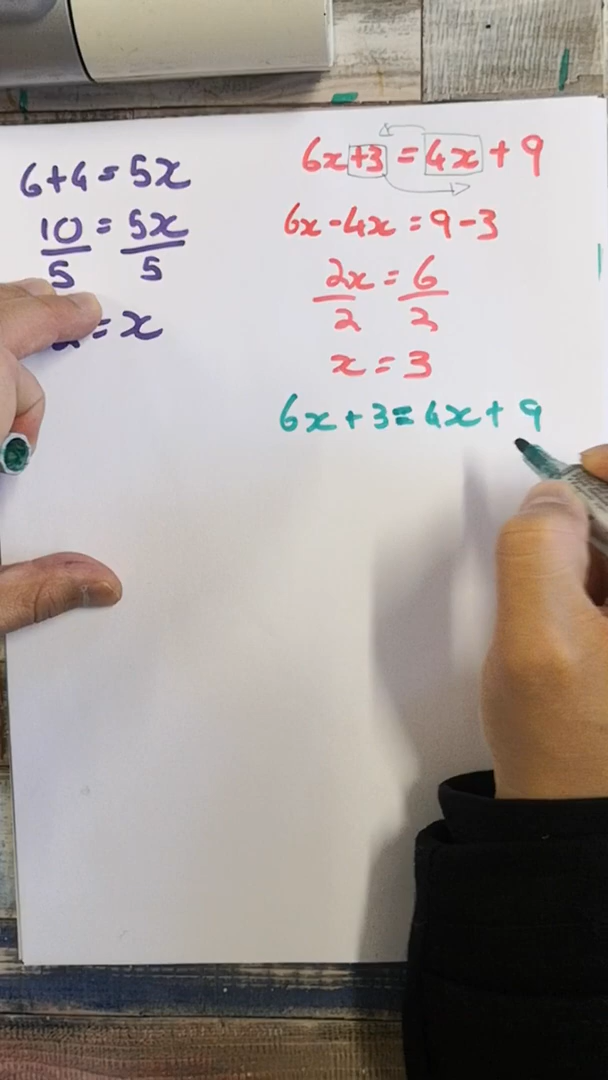 6+4=5x
10=5x
5 5
= x
6x+3=4x+9
6x-4x=9-3
2x=6
2 2
x=3
6x+3=4x+9